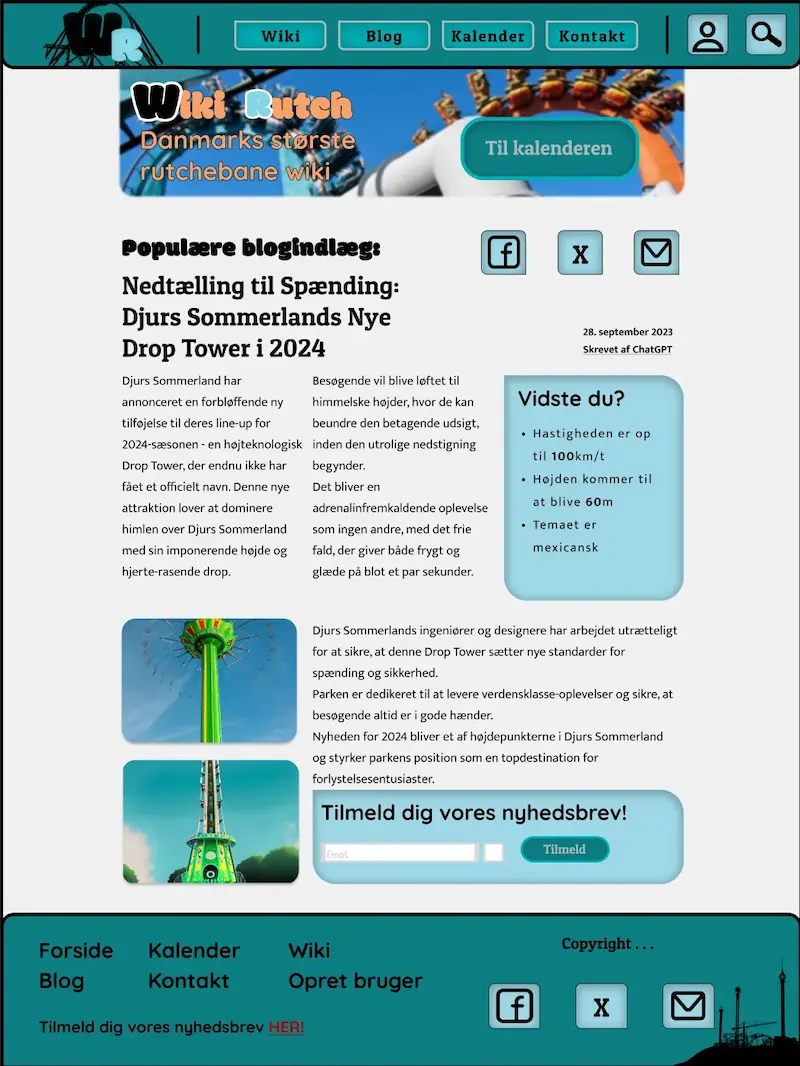 WR
Wiki
Blog
Kalender
Kontakt
Wiki Rutch
Danmarks største
rutchebane wiki
Til kalenderen
Populære blogindlæg:
f
X
Nedtælling til Spænding:
Djurs Sommerlands Nye
Drop Tower i 2024
28. september 2023
Skrevet af ChatGPT
Djurs Sommerland har
annonceret en forbløffende ny
tilføjelse til deres line-up for
2024-sæsonen - en højteknologisk
Drop Tower, der endnu ikke har
fået et officielt navn. Denne nye
attraktion lover at dominere
himlen over Djurs Sommerland
med sin imponerende højde og
hjerte-rasende drop.
Besøgende vil blive løftet til
himmelske højder, hvor de kan
beundre den betagende udsigt,
inden den utrolige nedstigning
begynder.
Det bliver en
adrenalinfremkaldende oplevelse
som ingen andre, med det frie
fald, der giver både frygt og
glæde på blot et par sekunder.
Vidste du?
• Hastigheden er op
til 100km/t
• Højden kommer til
at blive 60m
• Temaet er
mexicansk
Djurs Sommerlands ingeniører og designere har arbejdet utrætteligt
for at sikre, at denne Drop Tower sætter nye standarder for
spænding og sikkerhed.
Parken er dedikeret til at levere verdensklasse-oplevelser og sikre, at
besøgende altid er i gode hænder.
Nyheden for 2024 bliver et af højdepunkterne i Djurs Sommerland
og styrker parkens position som en topdestination for
forlystelsesentusiaster.
Tilmeld dig vores nyhedsbrev!
Email
Tilmeld
Forside
Kalender
Wiki
Blog
Kontakt
Opret bruger
Tilmeld dig vores nyhedsbrev HER!
Copyright . . .
f
X